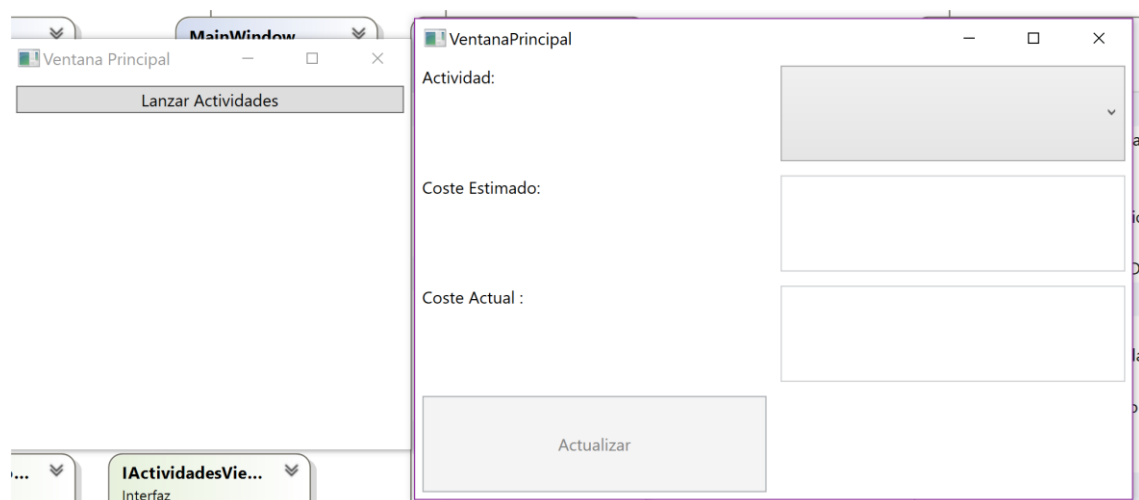 MainWindow
Ventana Principal
Lanzar Actividades
VentanaPrincipal
Actividad:
Coste Estimado:
Coste Actual :
Actualizar
IActividadesVie...
Interfaz